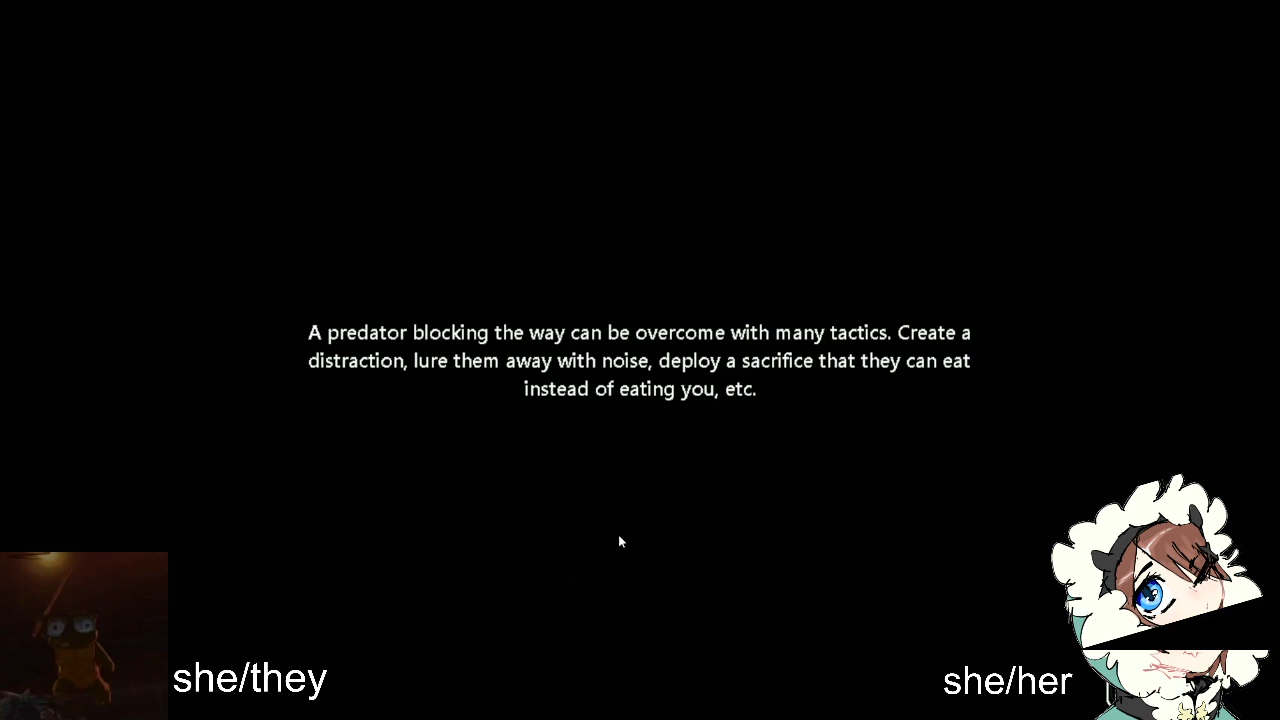 A predator blocking the way can be overcome with many tactics. Create a
distraction, lure them away with noise, deploy a sacrifice that they can eat
instead of eating you, etc.
she/they
she/her